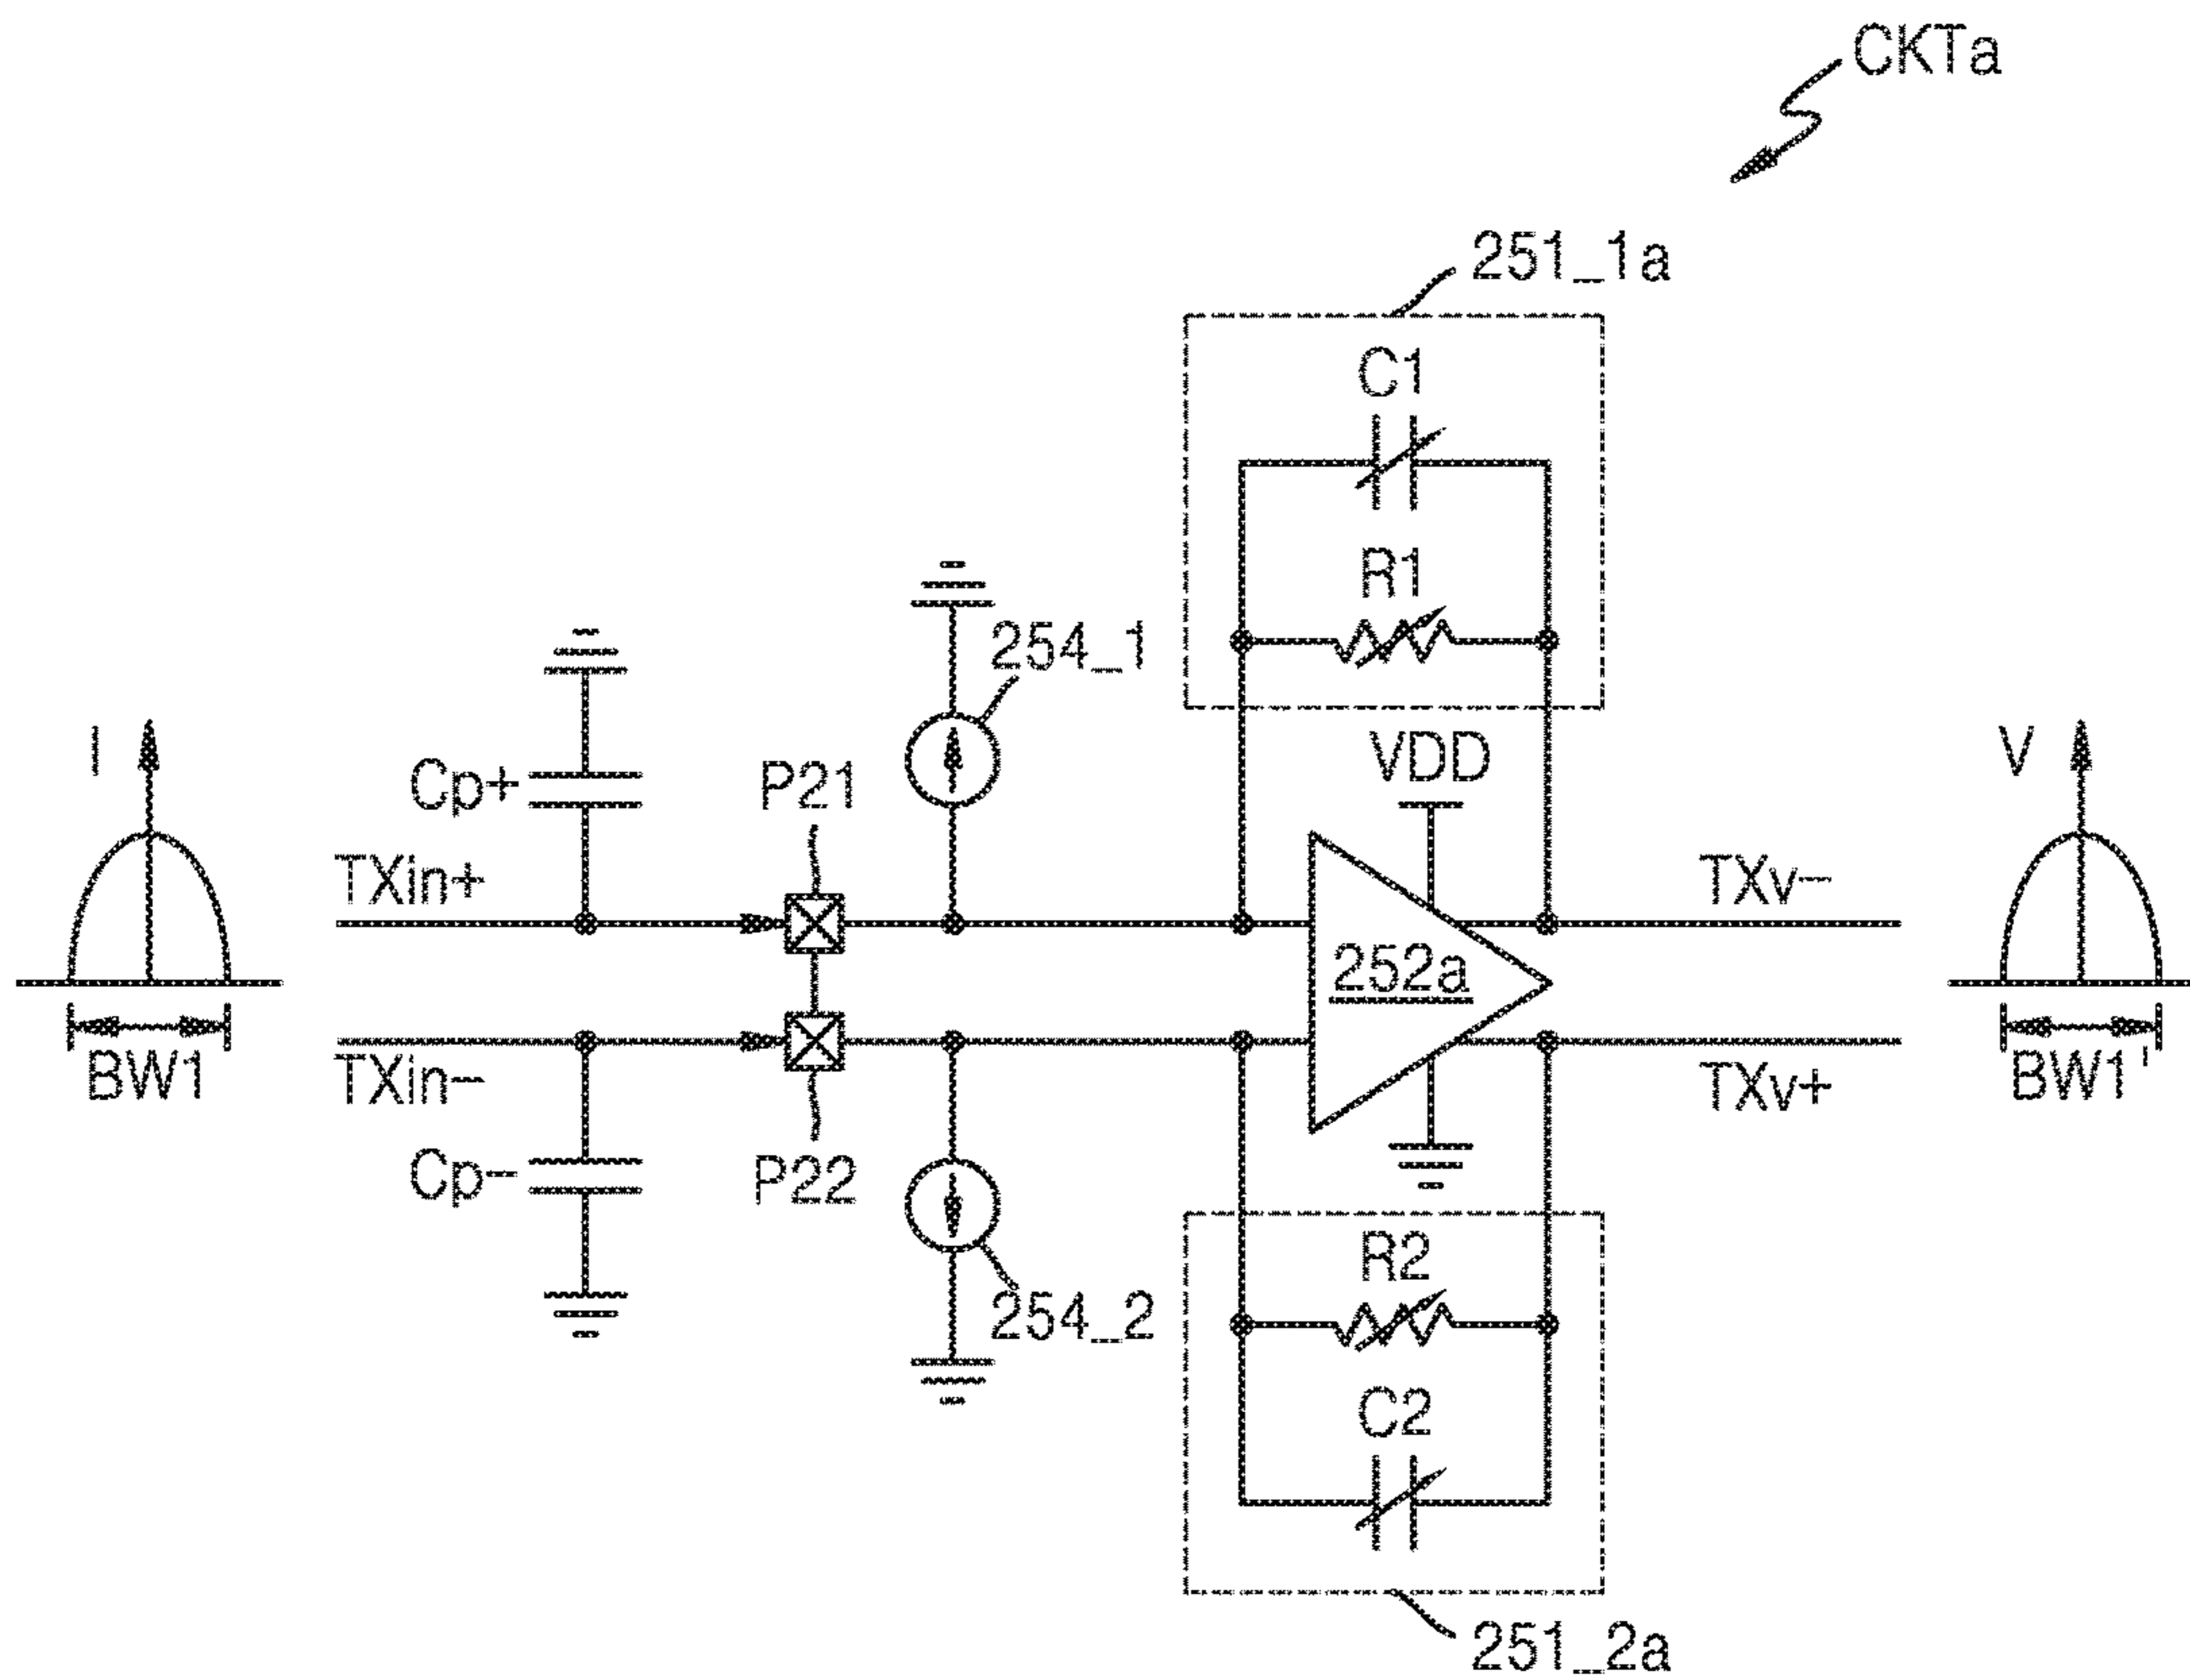 CKTa
251_1a
C1
R1
254_1
I
Cp+
P21
VDD
V
TXin+
TXv-
252a
BW1
TXin-
TXv+
BW1'
Cp-
P22
R2
254_2
C2
251_2a